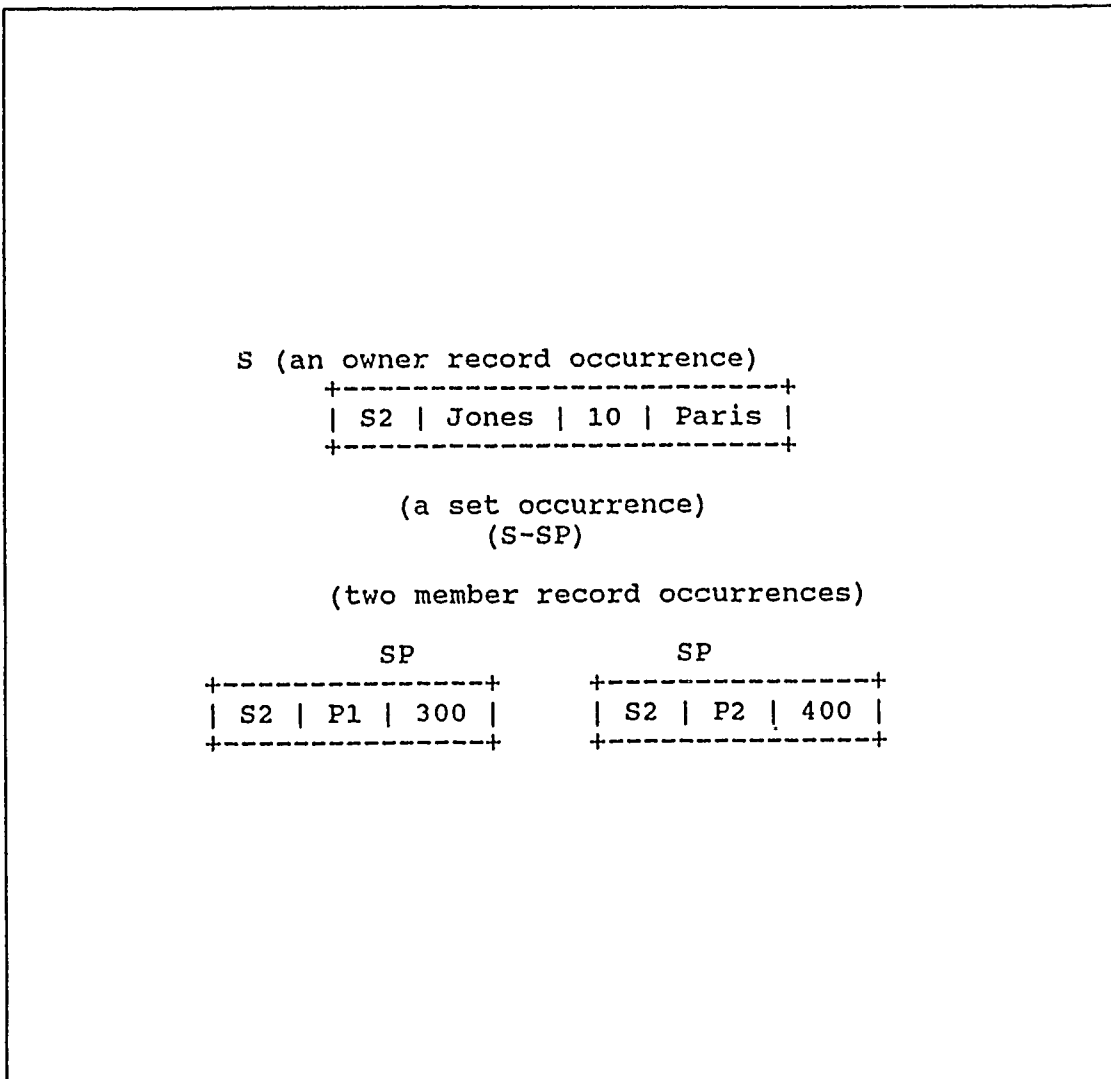 S (an owner record occurrence)
+--------------------------+
| S2 | Jones | 10 | Paris |
+--------------------------+
(a set occurrence)
(S-SP)
(two member record occurrences)
SP SP
+----------------+ +----------------+
| S2 | P1 | 300 | | S2 | P2 | 400 |
+----------------+ +----------------+